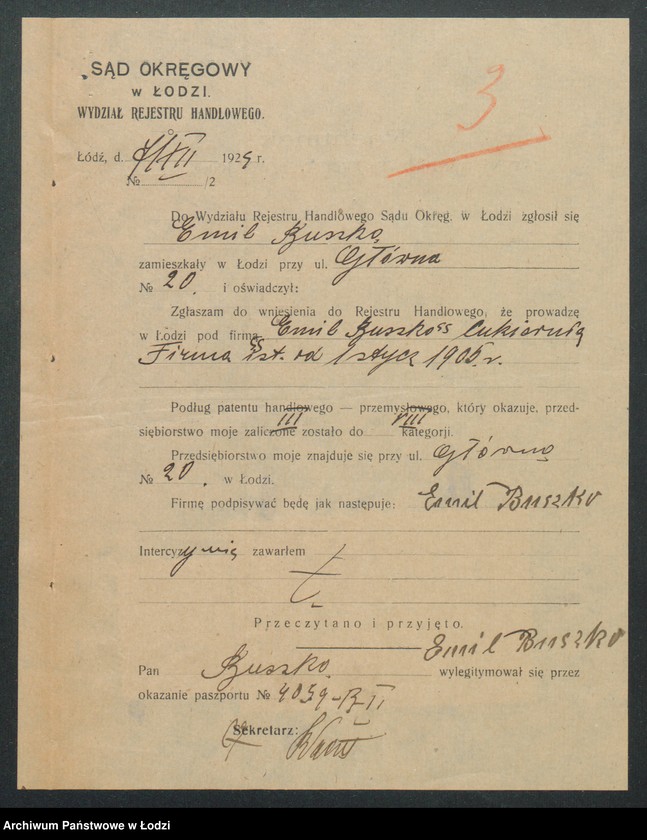 SĄD OKRĘGOWY
w ŁODZI.
WYDZIAŁ REJESTRU HANDLOWEGO.
3
Łódź, d. 4/XII 1924 r.
№ /2
Do Wydziału Rejestru Handlowego Sądu Okręg. w Łodzi zgłosił się
Emil Buszko,
zamieszkały w Łodzi przy ul. Główna
№ 20. i oświadczył:
Zgłaszam do wniesienia do Rejestru Handlowego, że prowadzę
w Łodzi pod firmą „Emil Buszko" Cukiernię
Firma ist. od 1 stycz 1905 r.
Podług patentu handlowego — przemysłowego, który okazuje, przed-
siębiorstwo moje zaliczone zostało do III VIII kategorji.
Przedsiębiorstwo moje znajduje się przy ul. Główna
№ 20. w Łodzi.
Firmę podpisywać będę jak następuje: Emil Buszko
Intercyzy nie zawarłem
Przeczytano i przyjęto.
Emil Buszko
Pan Buszko wylegitymował się przez
okazanie paszportu № 4059-B-II
Sekretarz:
Archiwum Państwowe w Łodzi